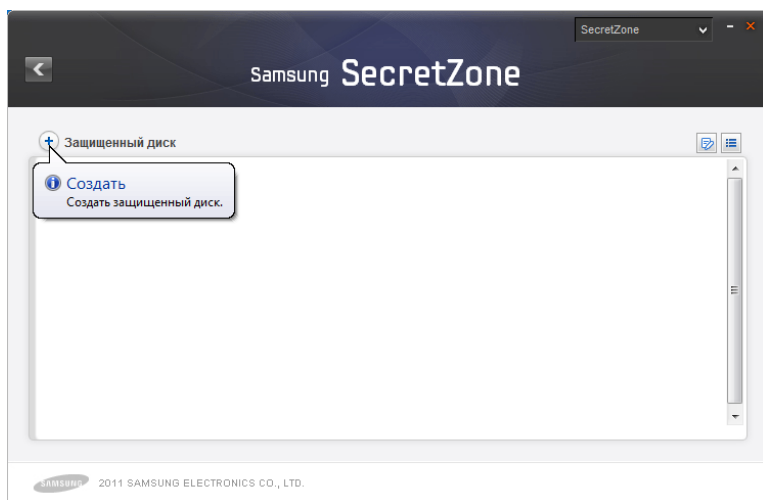 SecretZone
Samsung SecretZone
Защищенный диск
Создать
Создать защищенный диск.
SAMSUNG 2011 SAMSUNG ELECTRONICS CO., LTD.